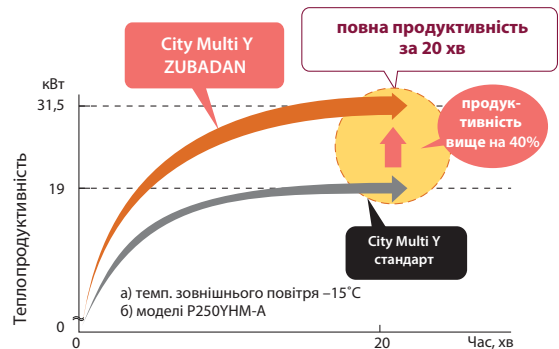 City Multi Y
ZUBADAN
повна продуктивність
за 20 хв
кВт
31,5
продук-
тивність
вище на 40%
19
City Multi Y
стандарт
Теплопродуктивність
а) темп. зовнішнього повітря –15˚C
б) моделі P250YHM-A
0
0
20
Час, хв